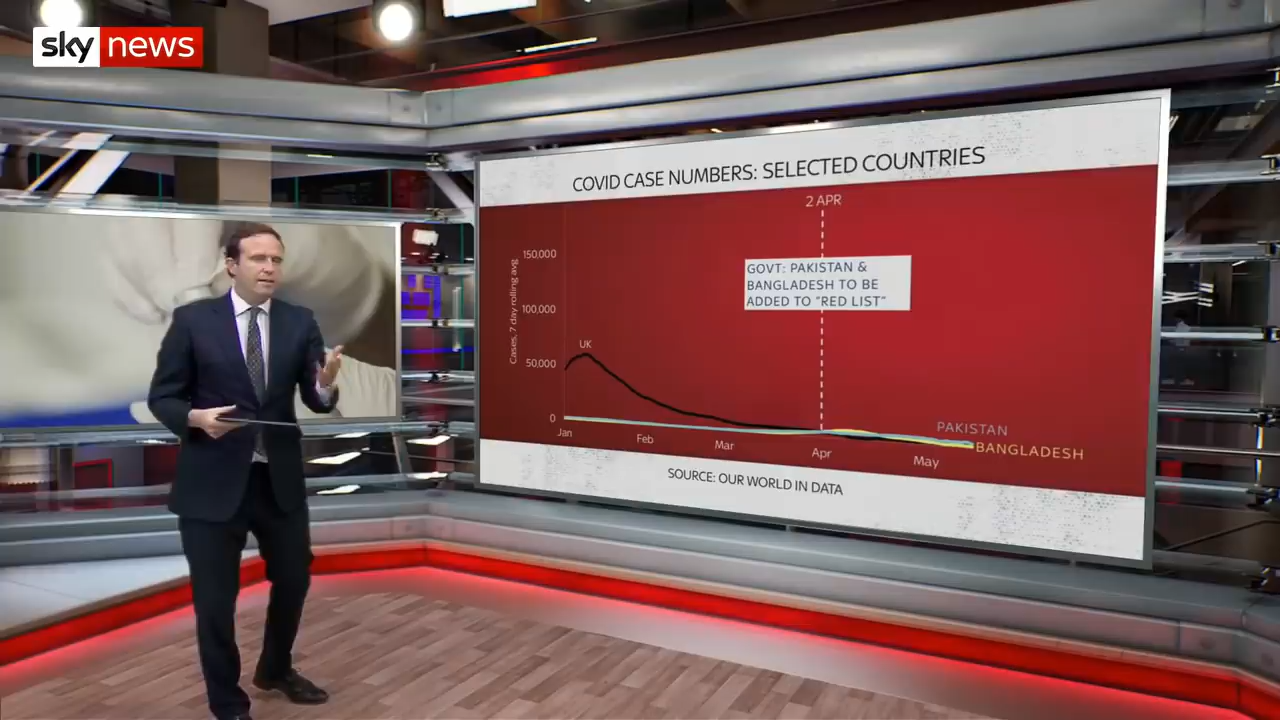 sky news
COVID CASE NUMBERS: SELECTED COUNTRIES
2 APR
GOVT: PAKISTAN &
BANGLADESH TO BE
ADDED TO "RED LIST"
Cases, 7 day rolling avg
150,000
100,000
50,000
0
UK
Jan
Feb
Mar
Apr
May
PAKISTAN
BANGLADESH
SOURCE: OUR WORLD IN DATA